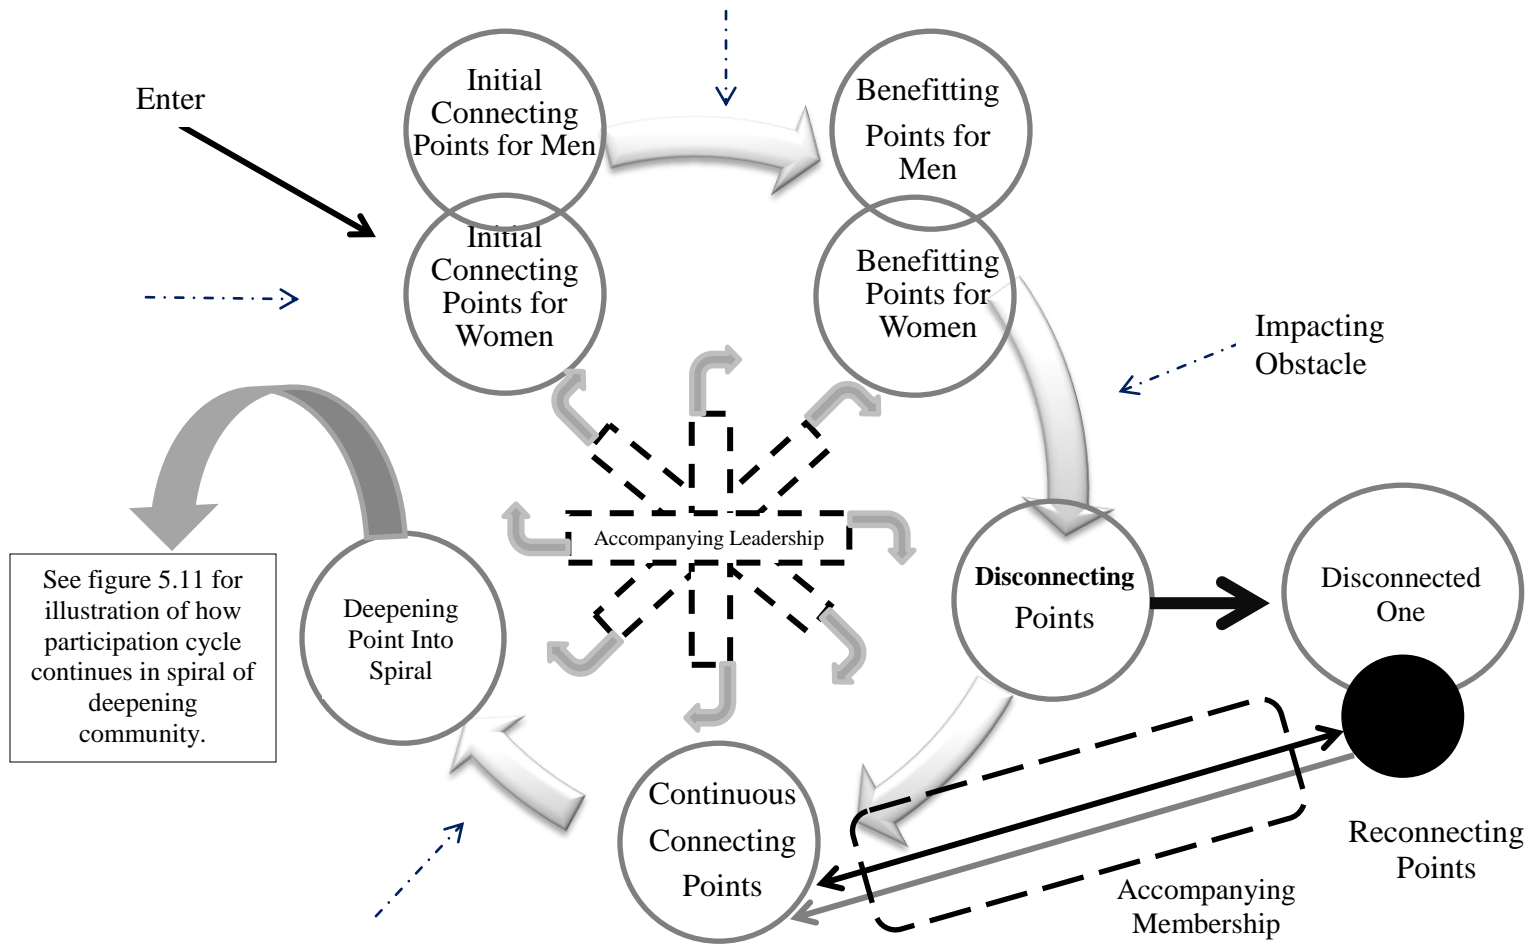 Enter
Initial
Connecting
Points for Men
Initial
Connecting
Points for
Women
Benefitting
Points for
Men
Benefitting
Points for
Women
Impacting
Obstacle
Accompanying Leadership
Disconnecting
Points
Disconnected
One
See figure 5.11 for
illustration of how
participation cycle
continues in spiral of
deepening
community.
Deepening
Point Into
Spiral
Continuous
Connecting
Points
Reconnecting
Points
Accompanying
Membership